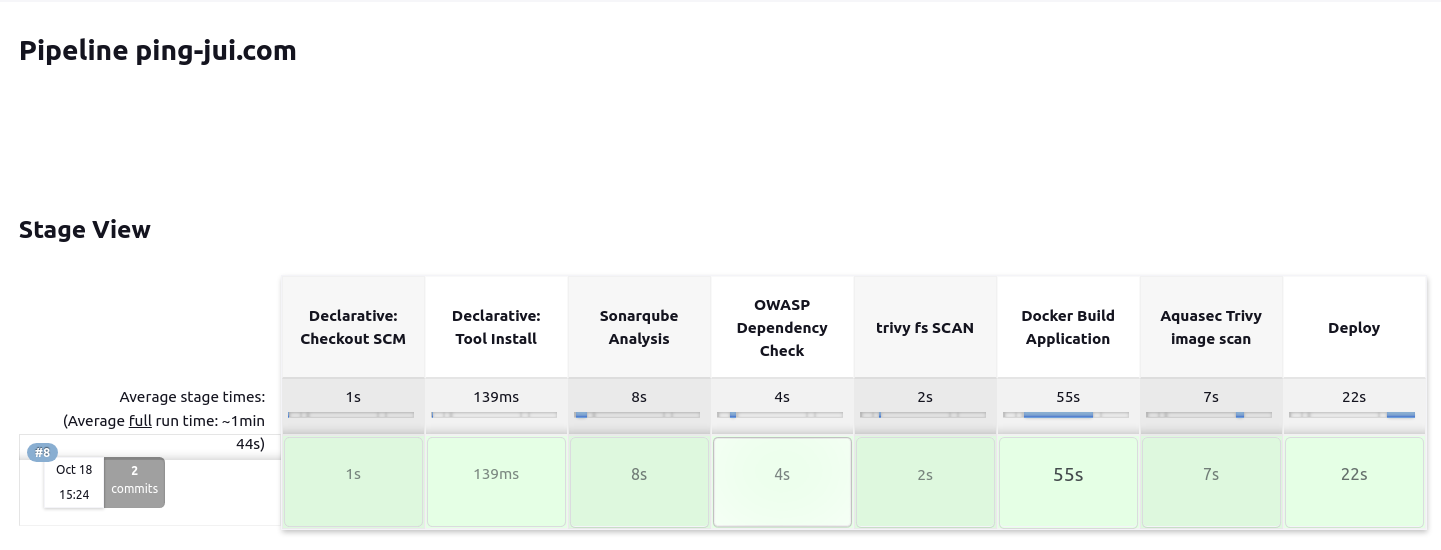 Pipeline ping-jui.com
Stage View
Declarative:
Checkout SCM
Declarative:
Tool Install
Sonarqube
Analysis
OWASP
Dependency
Check
trivy fs SCAN
Docker Build
Application
Aquasec Trivy
image scan
Deploy
Average stage times:
(Average full run time: ~1min
44s)
1s
139ms
8s
4s
2s
55s
7s
22s
#8
Oct 18
15:24
2
commits
1s
139ms
8s
4s
2s
55s
7s
22s